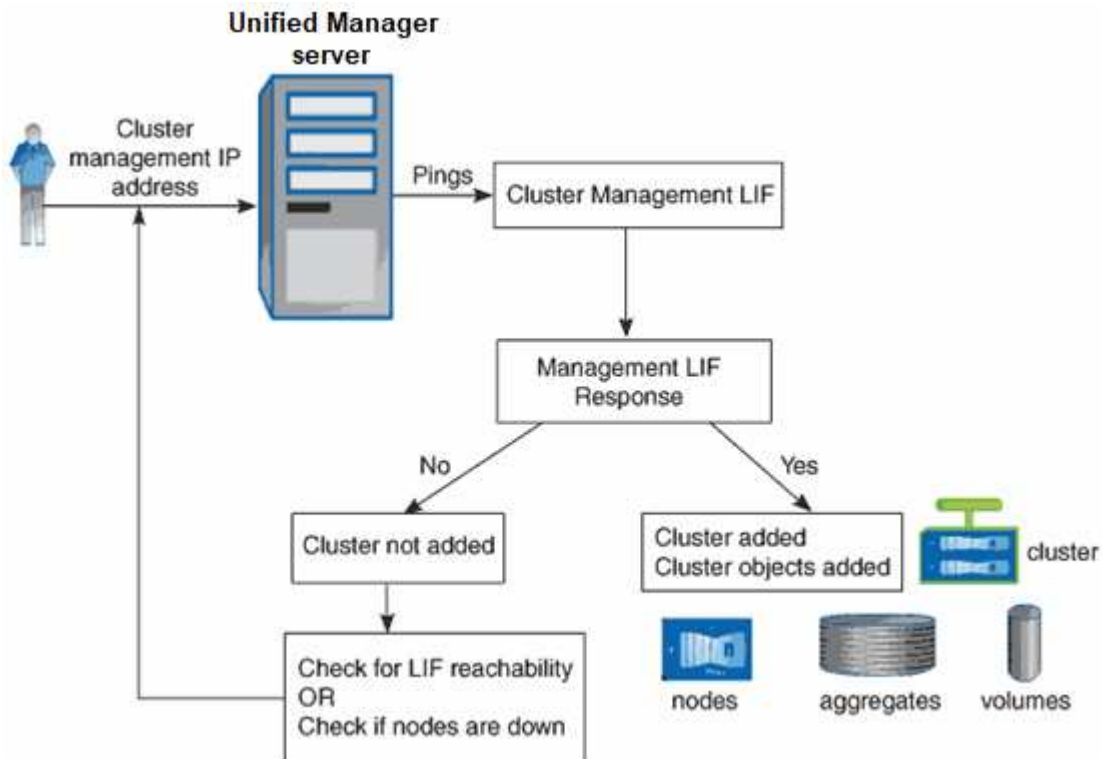 Unified Manager
server
Cluster
management IP
address
Pings
Cluster Management LIF
Management LIF
Response
No
Yes
Cluster not added
Cluster added
Cluster objects added
cluster
Check for LIF reachability
OR
Check if nodes are down
nodes
aggregates
volumes